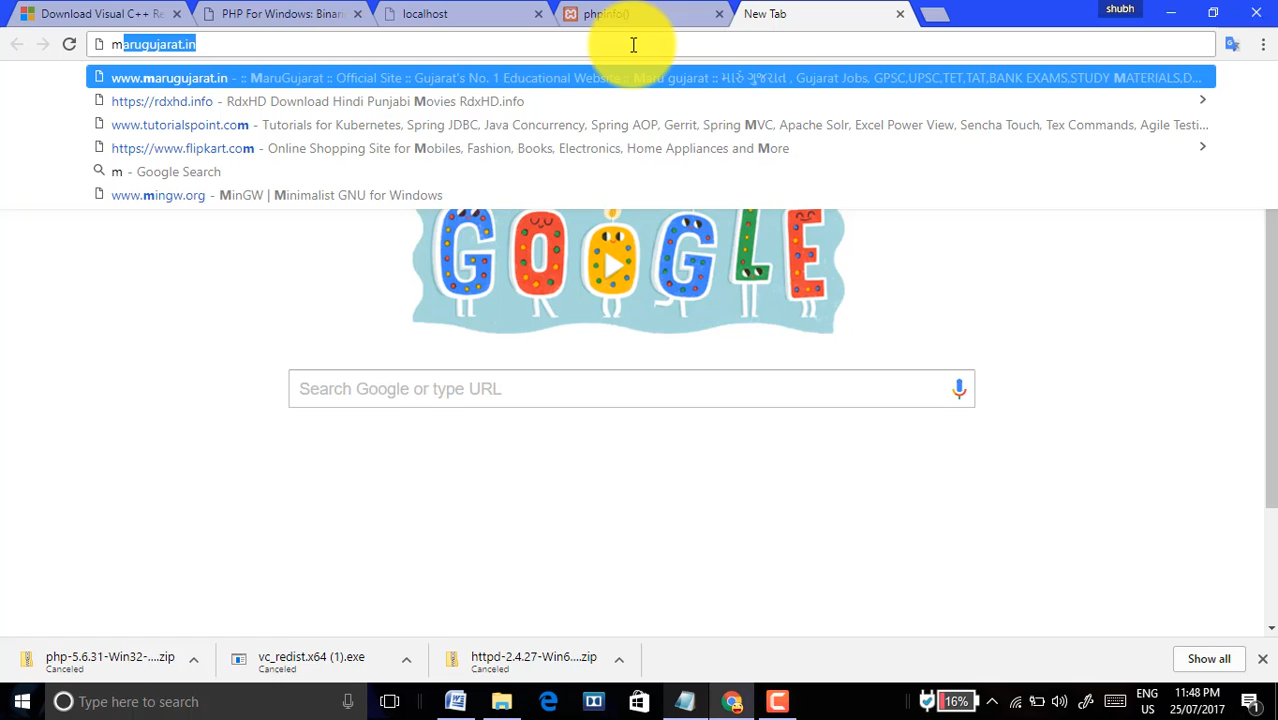 Download Visual C++ Re
PHP For Windows: Binar
localhost
phpinfo()
New Tab
shubh
marugujarat.in
www.marugujarat.in - :: MaruGujarat :: Official Site :: Gujarat's No. 1 Educational Website :: Maru gujarat :: મારું ગુજરાત . Gujarat Jobs, GPSC,UPSC,TET,TAT,BANK EXAMS,STUDY MATERIALS,D...
https://rdxhd.info - RdxHD Download Hindi Punjabi Movies RdxHD.info
www.tutorialspoint.com - Tutorials for Kubernetes, Spring JDBC, Java Concurrency, Spring AOP, Gerrit, Spring MVC, Apache Solr, Excel Power View, Sencha Touch, Tex Commands, Agile Testi...
https://www.flipkart.com - Online Shopping Site for Mobiles, Fashion, Books, Electronics, Home Appliances and More
m - Google Search
www.mingw.org - MinGW | Minimalist GNU for Windows
GOOGLE
Search Google or type URL
php-5.6.31-Win32-....zip
Canceled
vc_redist.x64 (1).exe
Canceled
httpd-2.4.27-Win6....zip
Canceled
Show all
Type here to search
16%
ENG
US
11:48 PM
25/07/2017
1